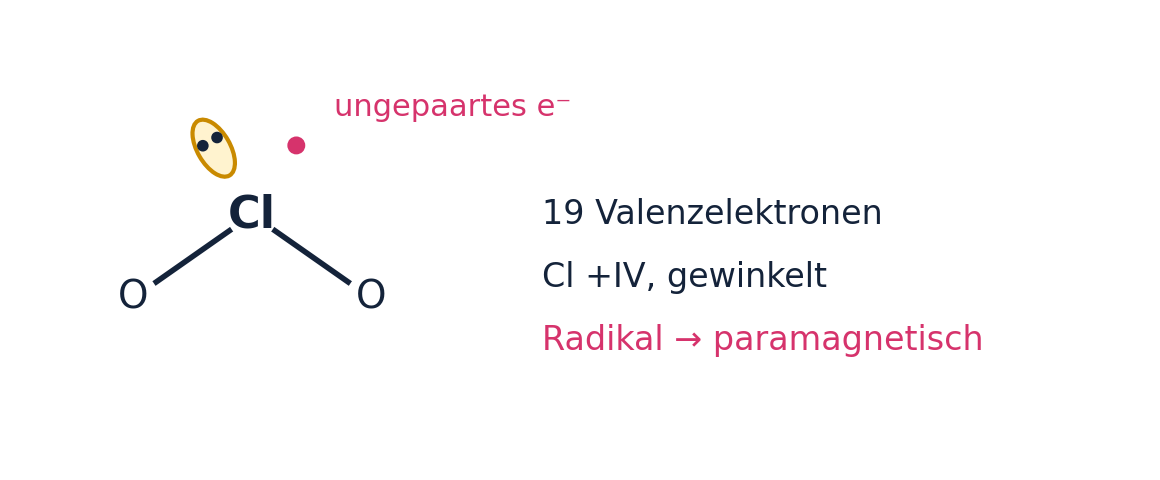 ungepaartes e⁻
Cl
O O
19 Valenzelektronen
Cl +IV, gewinkelt
Radikal → paramagnetisch